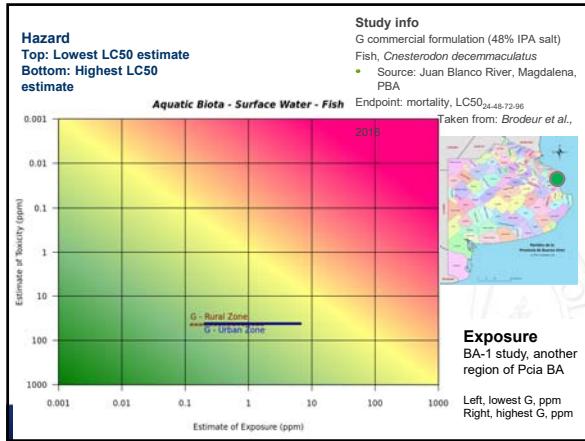 Hazard
Top: Lowest LC50 estimate
Bottom: Highest LC50
estimate
Study info
G commercial formulation (48% IPA salt)
Fish, Cnesterodon decemmaculatus
• Source: Juan Blanco River, Magdalena,
PBA
Endpoint: mortality, LC5024-48-72-96
Taken from: Brodeur et al.,
2016
Aquatic Biota - Surface Water - Fish
Estimate of Toxicity (ppm)
0.001
0.01
0.1
1
10
100
1000
G - Rural Zone
G - Urban Zone
0.001
0.01
0.1
1
10
100
1000
Estimate of Exposure (ppm)
Exposure
BA-1 study, another
region of Pcia BA
Left, lowest G, ppm
Right, highest G, ppm